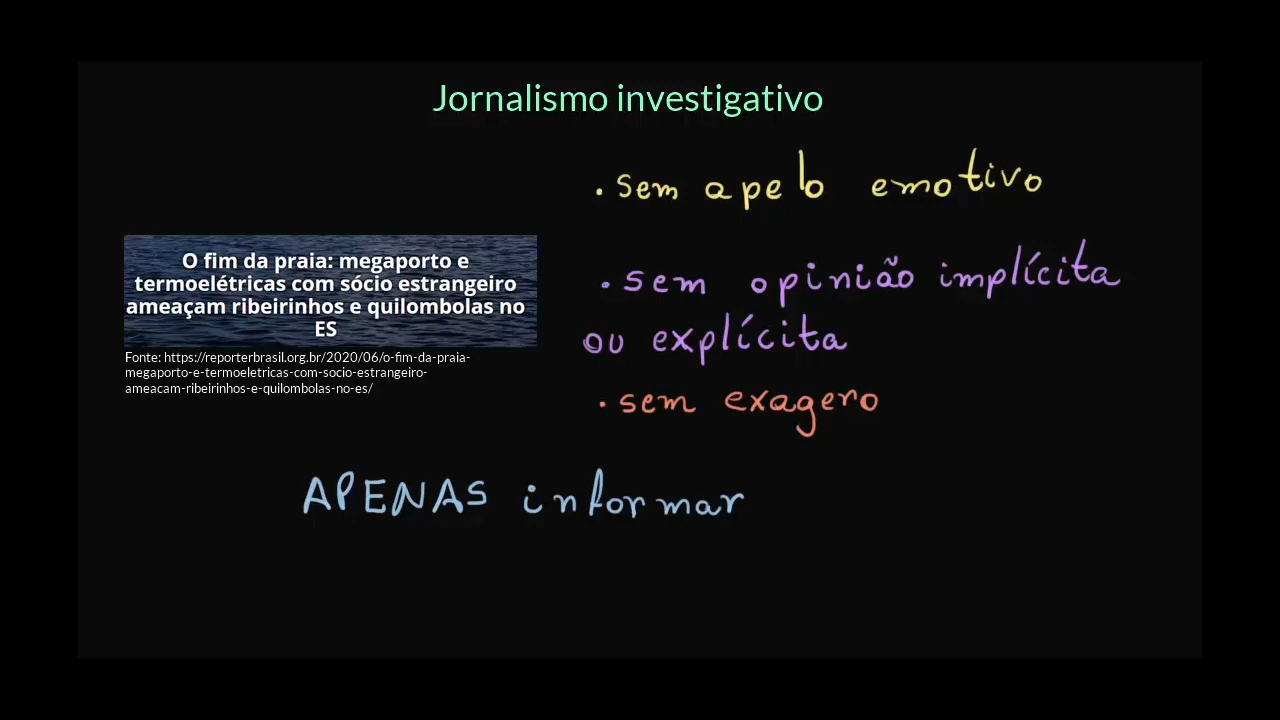 Jornalismo investigativo
• sem apelo emotivo
O fim da praia: megaporto e
termoelétricas com sócio estrangeiro
ameaçam ribeirinhos e quilombolas no
ES
Fonte: https://reporterbrasil.org.br/2020/06/o-fim-da-praia-
megaporto-e-termoeletricas-com-socio-estrangeiro-
ameacam-ribeirinhos-e-quilombolas-no-es/
• sem opinião implícita
ou explícita
• sem exagero
APENAS informar